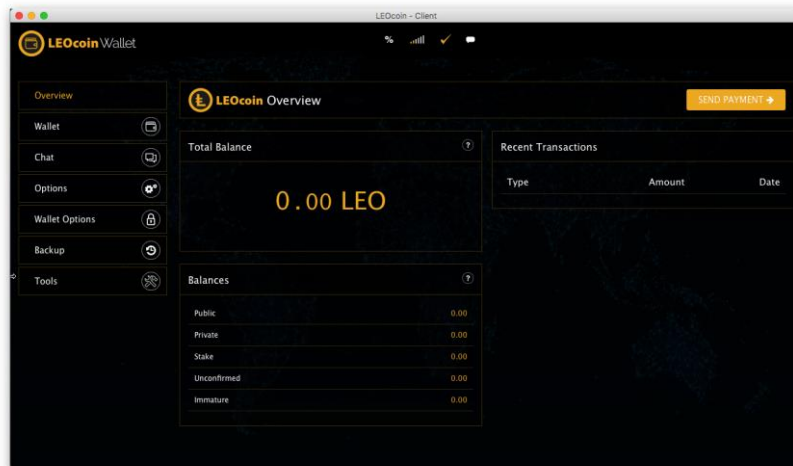 LEOcoin - Client
LEOcoin Wallet
%
Overview
Wallet
Chat
Options
Wallet Options
Backup
Tools
LEOcoin Overview
SEND PAYMENT
Total Balance ?
0.00 LEO
Recent Transactions
Type Amount Date
Balances ?
Public 0.00
Private 0.00
Stake 0.00
Unconfirmed 0.00
Immature 0.00